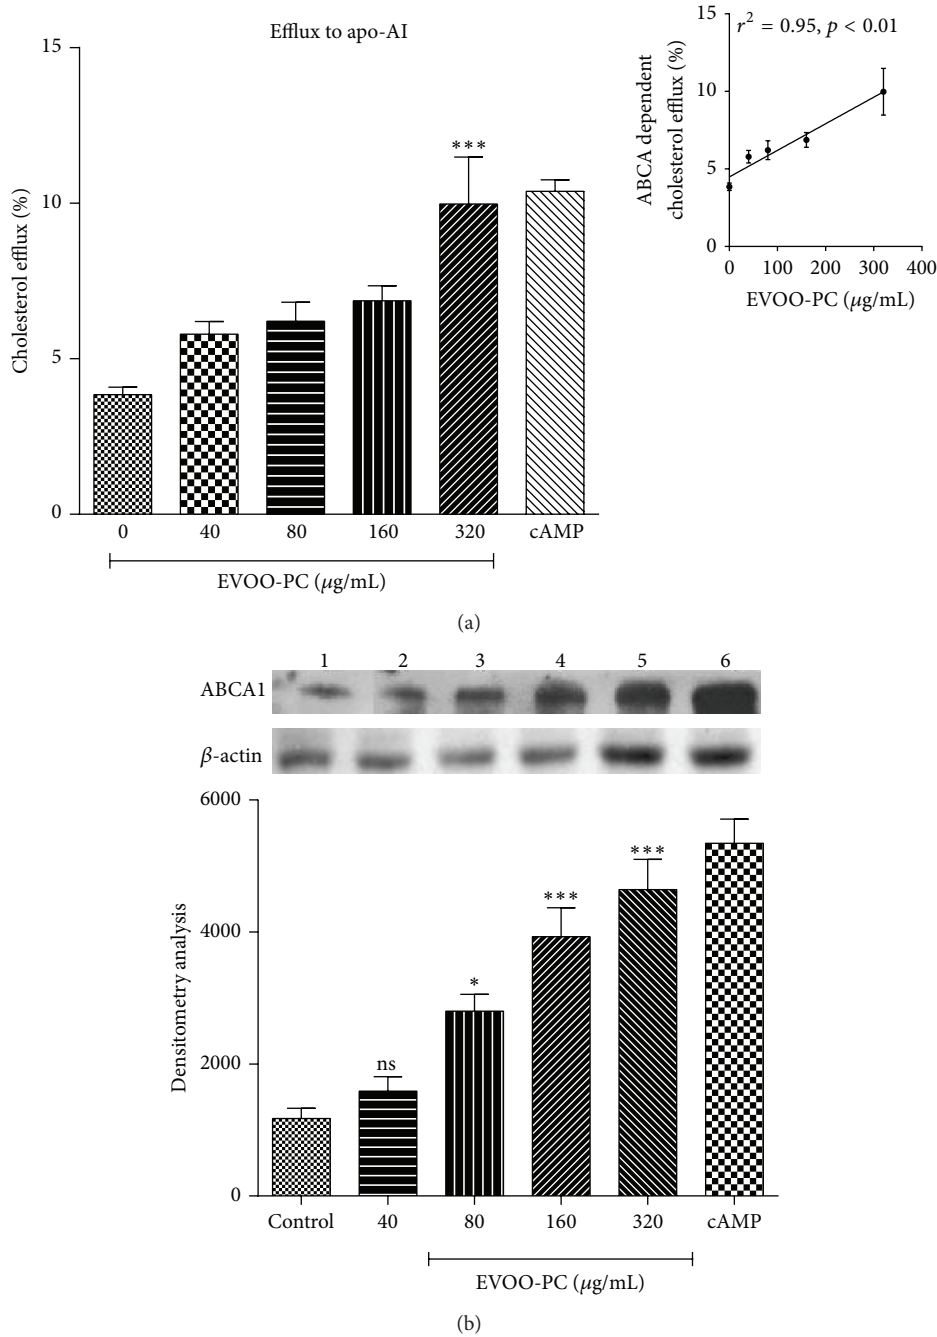 Efflux to apo-AI
15
10
5
0
Cholesterol efflux (%)
***
0 40 80 160 320 cAMP
EVOO-PC (μg/mL)
r² = 0.95, p < 0.01
15
10
5
0
ABCA dependent
cholesterol efflux (%)
0 100 200 300 400
EVOO-PC (μg/mL)
(a)
1 2 3 4 5 6
ABCA1
β-actin
6000
4000
2000
0
Densitometry analysis
ns
*
***
***
Control 40 80 160 320 cAMP
EVOO-PC (μg/mL)
(b)